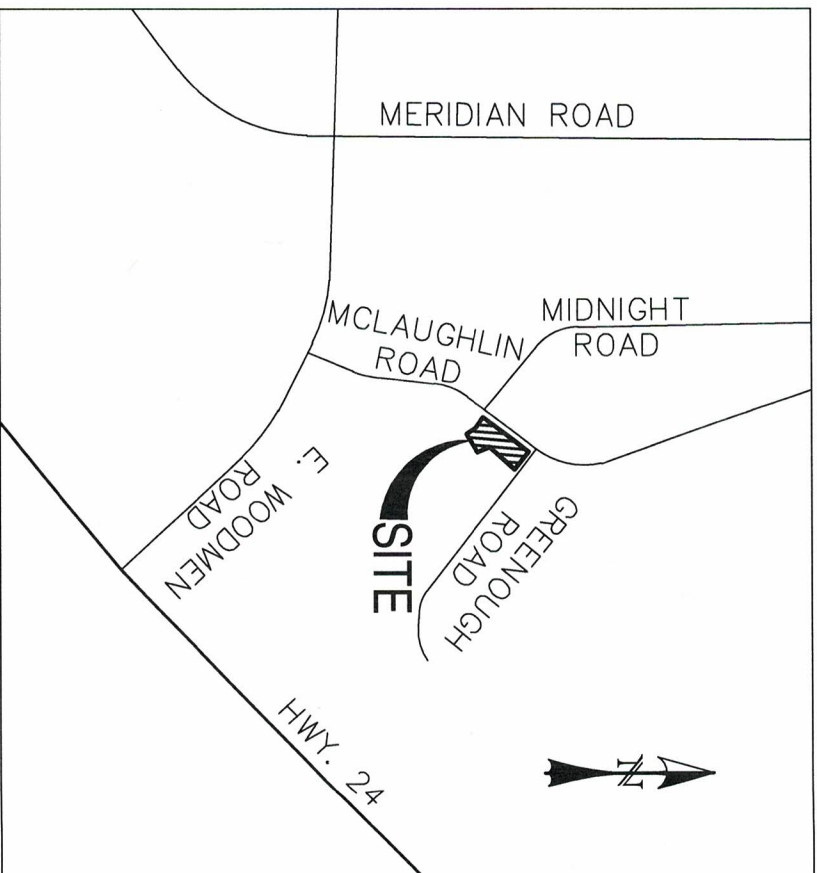 MERIDIAN ROAD
MCLAUGHLIN
ROAD
MIDNIGHT
ROAD
E. WOODMEN
ROAD
SITE
GREENOUGH
ROAD
HWY. 24
N